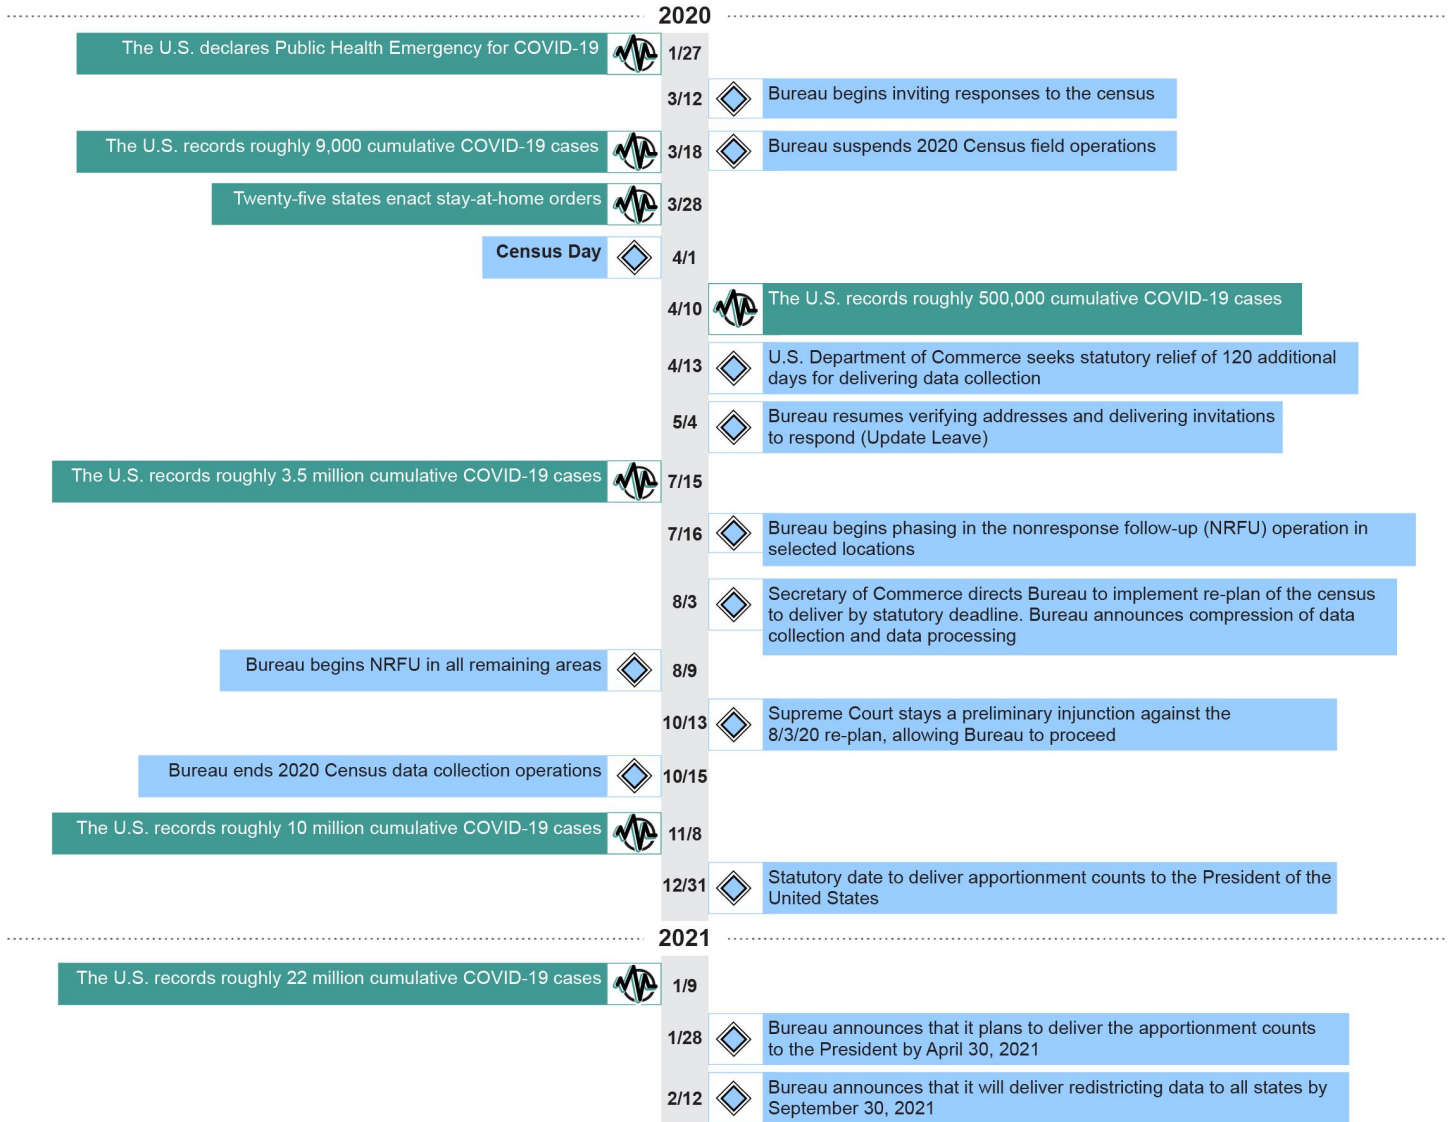 2020
The U.S. declares Public Health Emergency for COVID-19
1/27
3/12
Bureau begins inviting responses to the census
The U.S. records roughly 9,000 cumulative COVID-19 cases
3/18
Bureau suspends 2020 Census field operations
Twenty-five states enact stay-at-home orders
3/28
Census Day
4/1
4/10
The U.S. records roughly 500,000 cumulative COVID-19 cases
4/13
U.S. Department of Commerce seeks statutory relief of 120 additional
days for delivering data collection
5/4
Bureau resumes verifying addresses and delivering invitations
to respond (Update Leave)
The U.S. records roughly 3.5 million cumulative COVID-19 cases
7/15
7/16
Bureau begins phasing in the nonresponse follow-up (NRFU) operation in
selected locations
8/3
Secretary of Commerce directs Bureau to implement re-plan of the census
to deliver by statutory deadline. Bureau announces compression of data
collection and data processing
Bureau begins NRFU in all remaining areas
8/9
10/13
Supreme Court stays a preliminary injunction against the
8/3/20 re-plan, allowing Bureau to proceed
Bureau ends 2020 Census data collection operations
10/15
The U.S. records roughly 10 million cumulative COVID-19 cases
11/8
12/31
Statutory date to deliver apportionment counts to the President of the
United States
2021
The U.S. records roughly 22 million cumulative COVID-19 cases
1/9
1/28
Bureau announces that it plans to deliver the apportionment counts
to the President by April 30, 2021
2/12
Bureau announces that it will deliver redistricting data to all states by
September 30, 2021